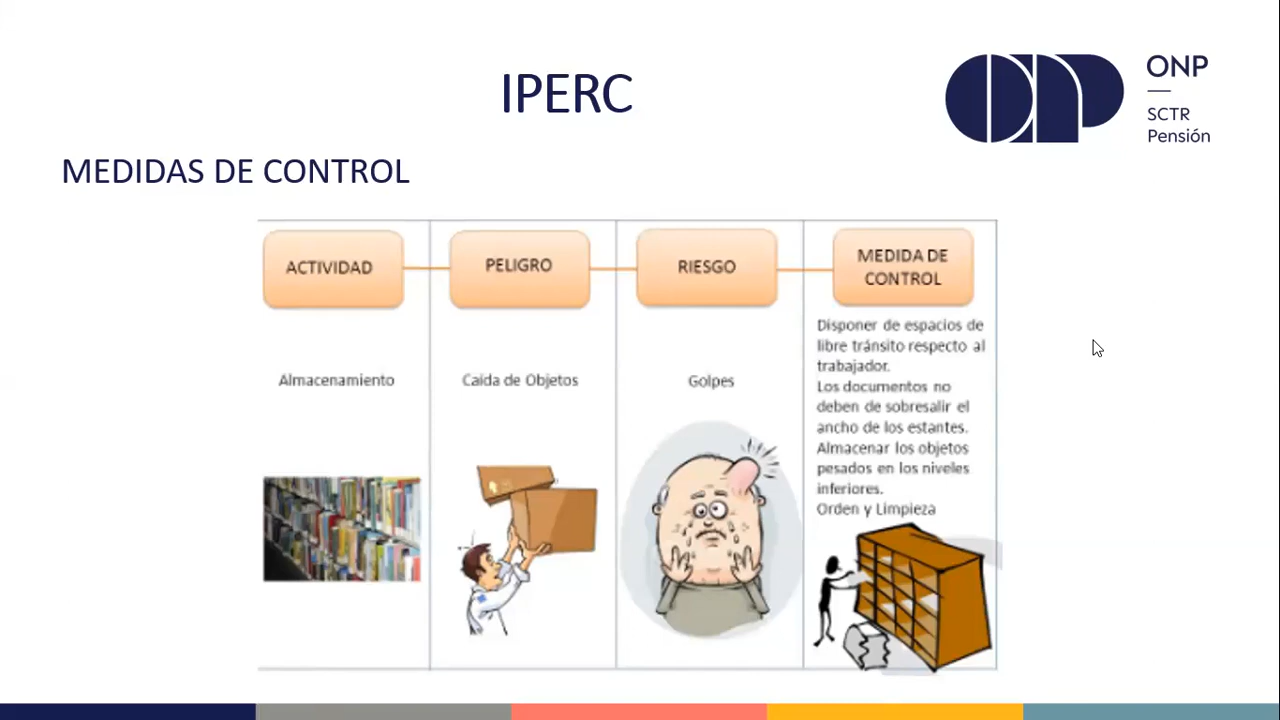 IPERC
ONP
SCTR
Pensión
MEDIDAS DE CONTROL
ACTIVIDAD
PELIGRO
RIESGO
MEDIDA DE
CONTROL
Almacenamiento
Caída de Objetos
Golpes
Disponer de espacios de
libre tránsito respecto al
trabajador.
Los documentos no
deben de sobresalir el
ancho de los estantes.
Almacenar los objetos
pesados en los niveles
inferiores.
Orden y Limpieza